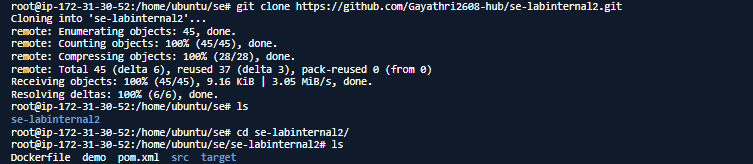 root@ip-172-31-30-52:/home/ubuntu/se# git clone https://github.com/Gayathri2608-hub/se-labinternal2.git
Cloning into 'se-labinternal2'...
remote: Enumerating objects: 45, done.
remote: Counting objects: 100% (45/45), done.
remote: Compressing objects: 100% (28/28), done.
remote: Total 45 (delta 6), reused 37 (delta 3), pack-reused 0 (from 0)
Receiving objects: 100% (45/45), 9.16 KiB | 3.05 MiB/s, done.
Resolving deltas: 100% (6/6), done.
root@ip-172-31-30-52:/home/ubuntu/se# ls
se-labinternal2
root@ip-172-31-30-52:/home/ubuntu/se# cd se-labinternal2/
root@ip-172-31-30-52:/home/ubuntu/se/se-labinternal2# ls
Dockerfile  demo  pom.xml  src  target